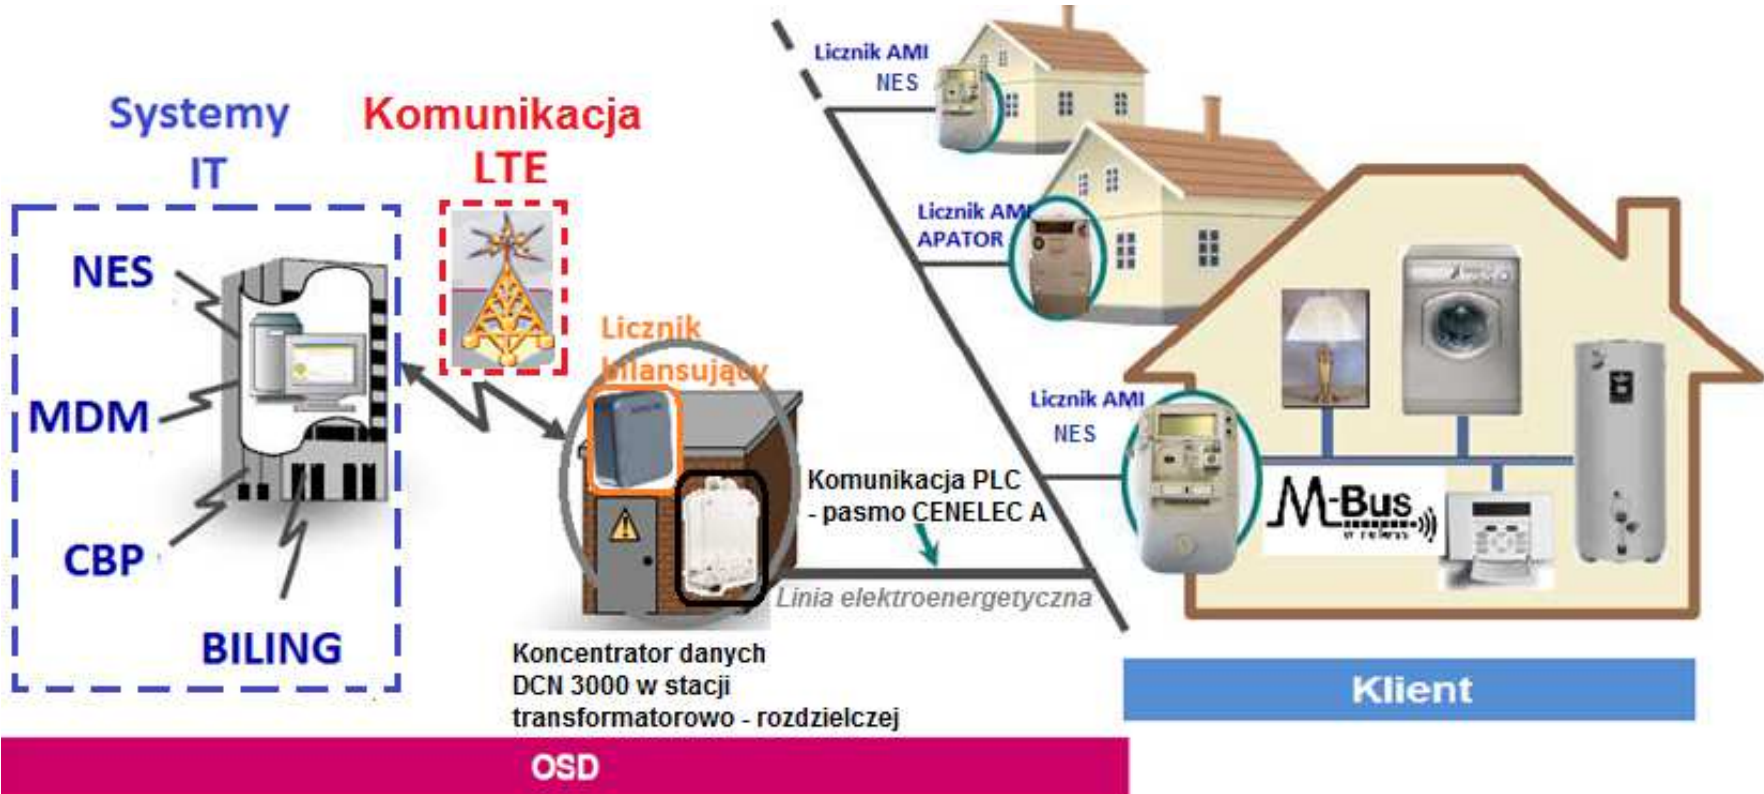 Systemy
IT
NES
MDM
CBP
BILING
Komunikacja
LTE
Licznik
bilansujący
Koncentrator danych
DCN 3000 w stacji
transformatorowo - rozdzielczej
Komunikacja PLC
- pasmo CENELEC A
Linia elektroenergetyczna
Licznik AMI
NES
Licznik AMI
APATOR
Licznik AMI
NES
M-Bus
wireless
Klient
OSD